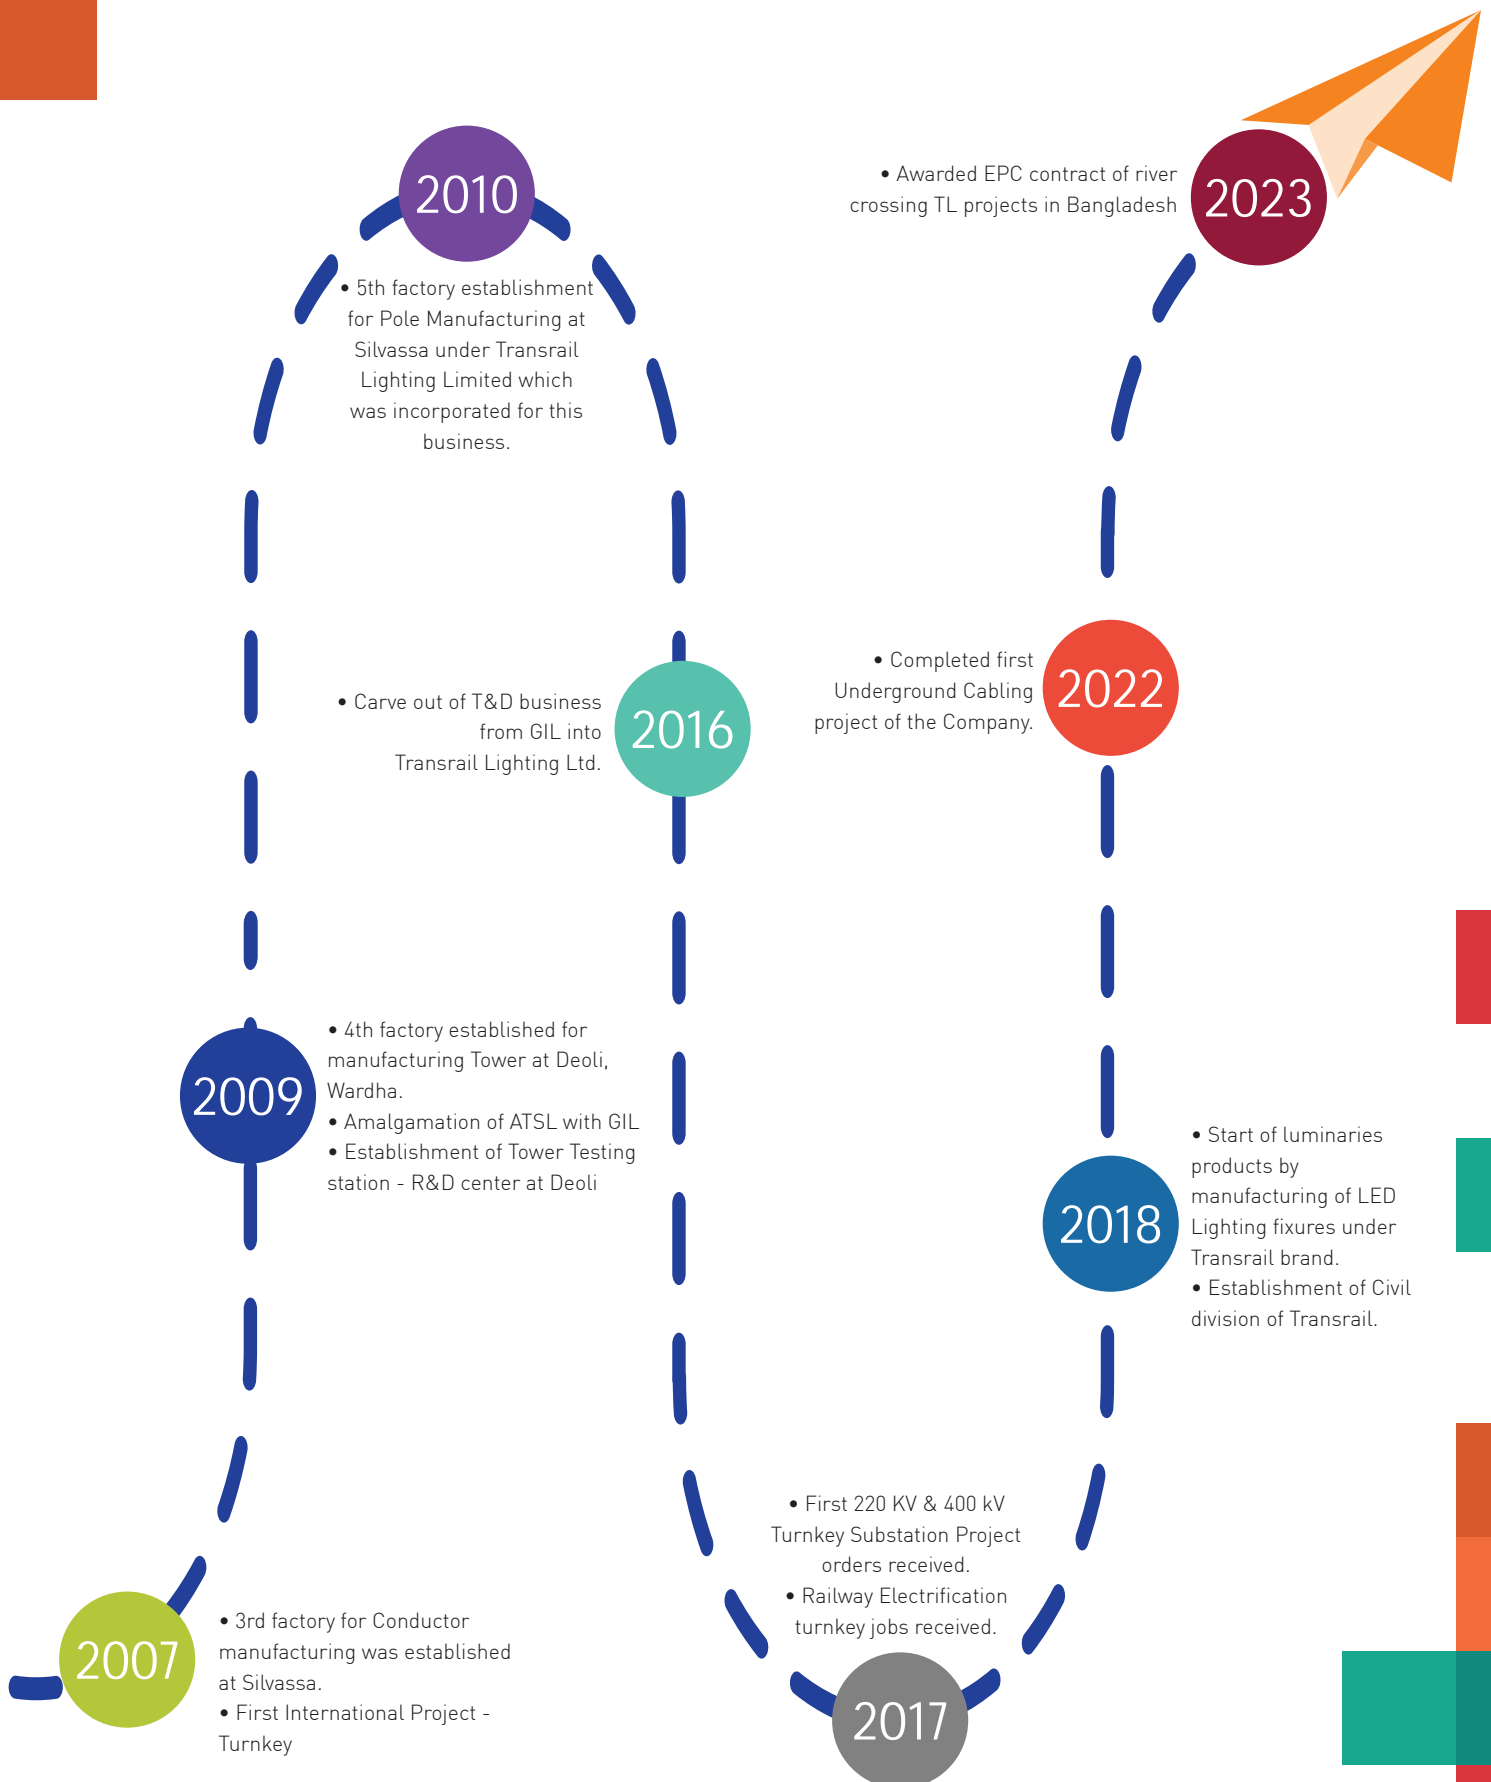 2010
• 5th factory establishment
for Pole Manufacturing at
Silvassa under Transrail
Lighting Limited which
was incorporated for this
business.
• Awarded EPC contract of river
crossing TL projects in Bangladesh
2023
• Carve out of T&D business
from GIL into
Transrail Lighting Ltd.
2016
• Completed first
Underground Cabling
project of the Company.
2022
2009
• 4th factory established for
manufacturing Tower at Deoli,
Wardha.
• Amalgamation of ATSL with GIL
• Establishment of Tower Testing
station - R&D center at Deoli
2018
• Start of luminaries
products by
manufacturing of LED
Lighting fixures under
Transrail brand.
• Establishment of Civil
division of Transrail.
2007
• 3rd factory for Conductor
manufacturing was established
at Silvassa.
• First International Project -
Turnkey
• First 220 KV & 400 kV
Turnkey Substation Project
orders received.
• Railway Electrification
turnkey jobs received.
2017